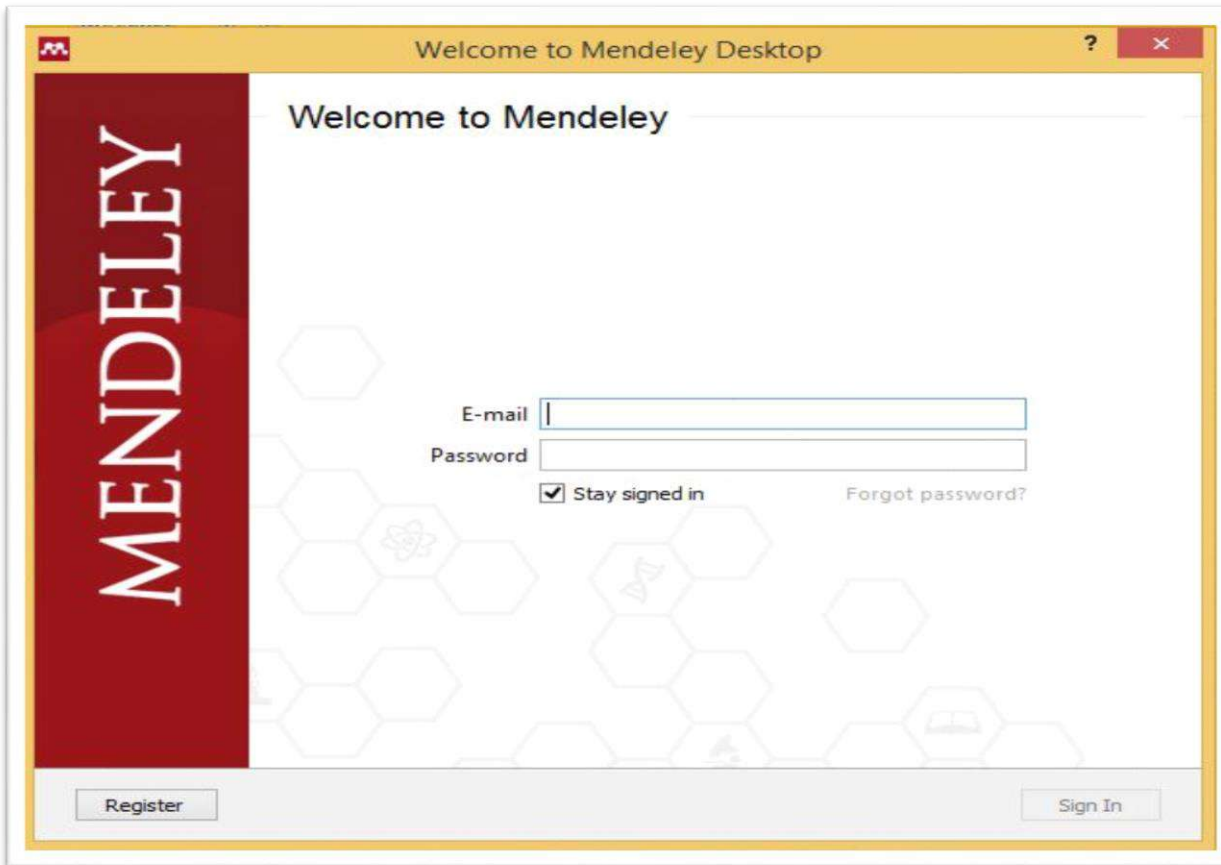 Welcome to Mendeley Desktop
?
MENDELEY
Welcome to Mendeley
E-mail
Password
Stay signed in
Forgot password?
Register
Sign In